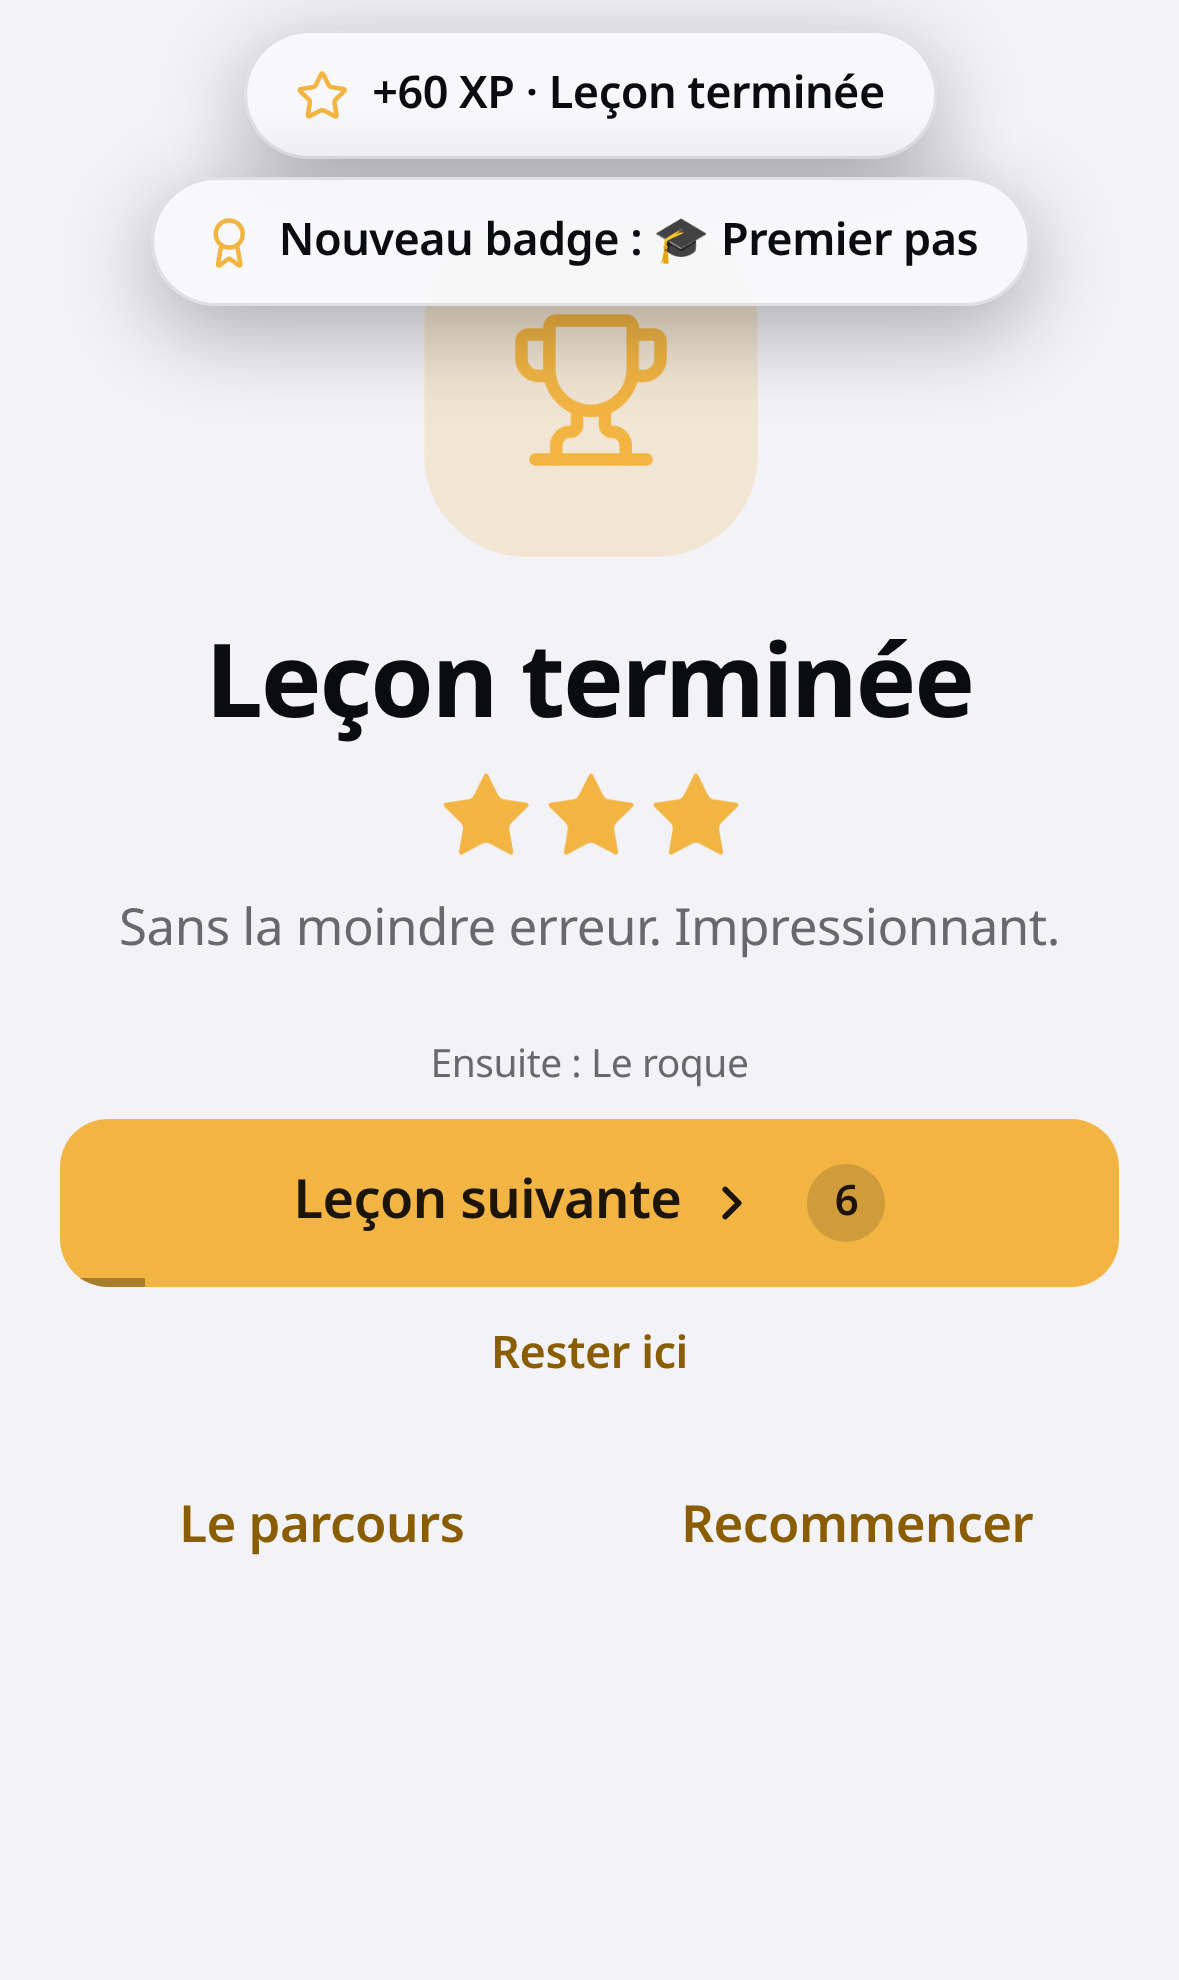 +60 XP · Leçon terminée
Nouveau badge : 🎓 Premier pas
Leçon terminée
Sans la moindre erreur. Impressionnant.
Ensuite : Le roque
Leçon suivante 6
Rester ici
Le parcours
Recommencer